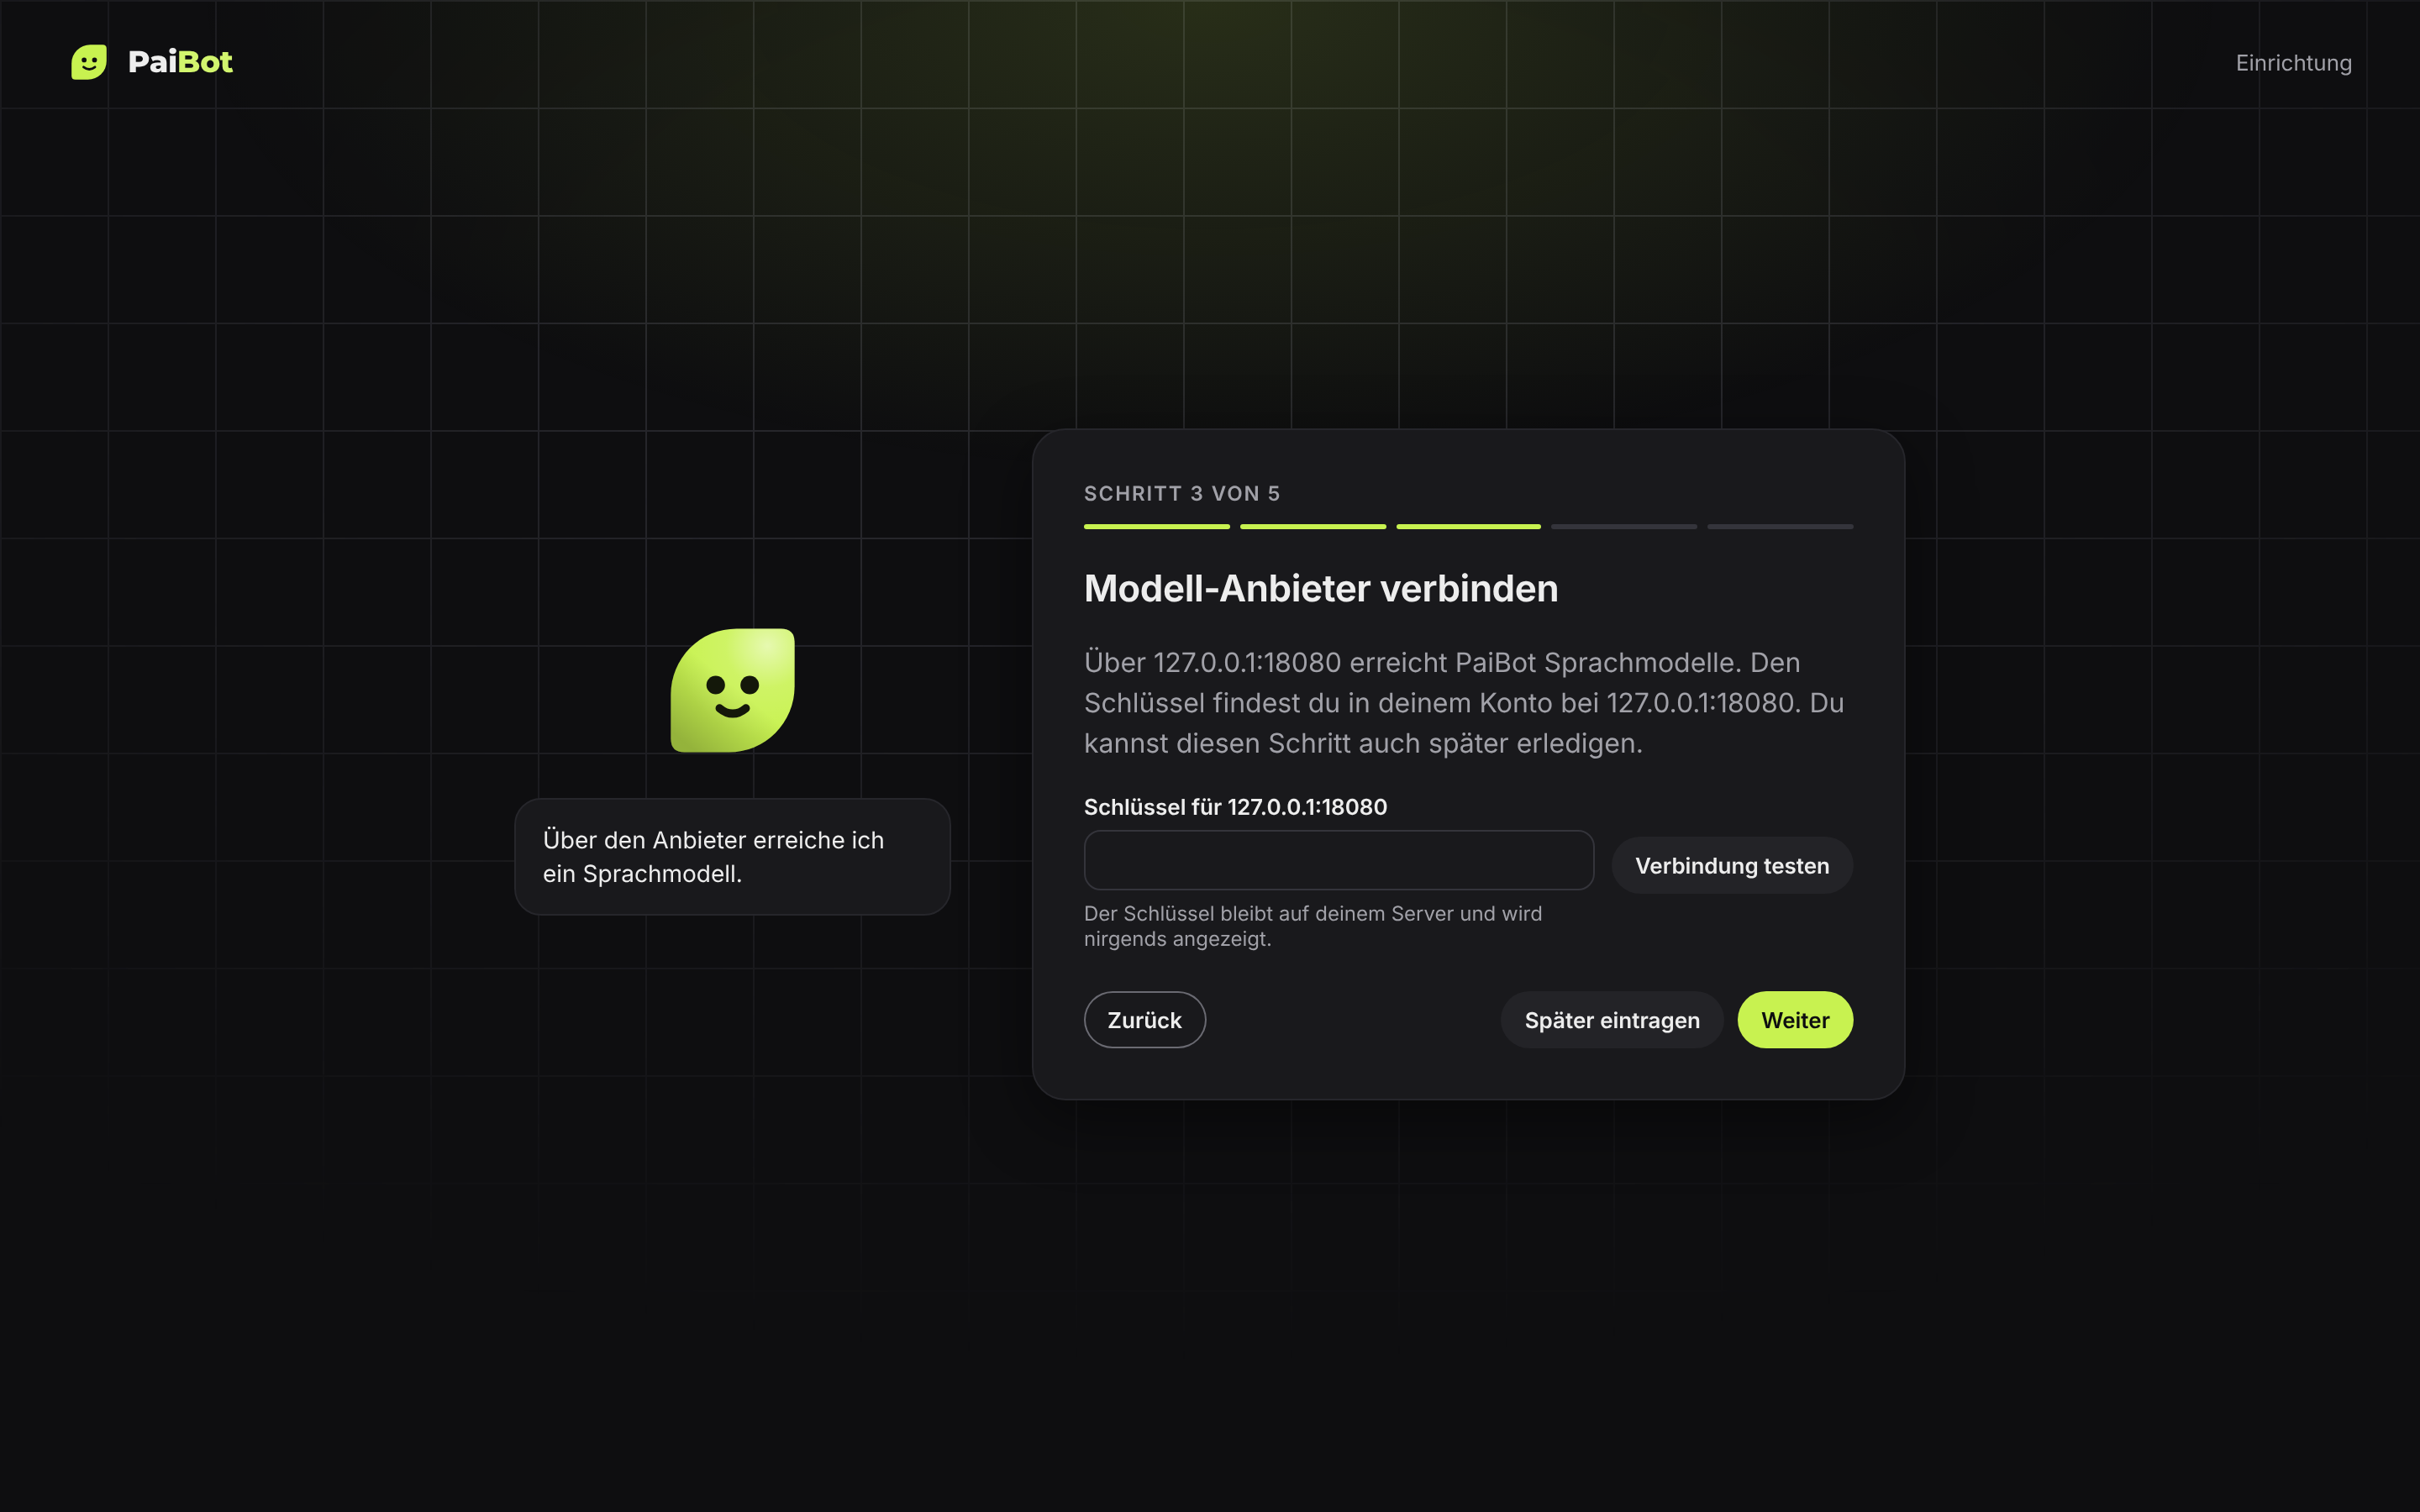 PaiBot
Einrichtung
SCHRITT 3 VON 5
Modell-Anbieter verbinden
Über 127.0.0.1:18080 erreicht PaiBot Sprachmodelle. Den
Schlüssel findest du in deinem Konto bei 127.0.0.1:18080. Du
kannst diesen Schritt auch später erledigen.
Schlüssel für 127.0.0.1:18080
Verbindung testen
Der Schlüssel bleibt auf deinem Server und wird
nirgends angezeigt.
Zurück
Später eintragen
Weiter
Über den Anbieter erreiche ich
ein Sprachmodell.